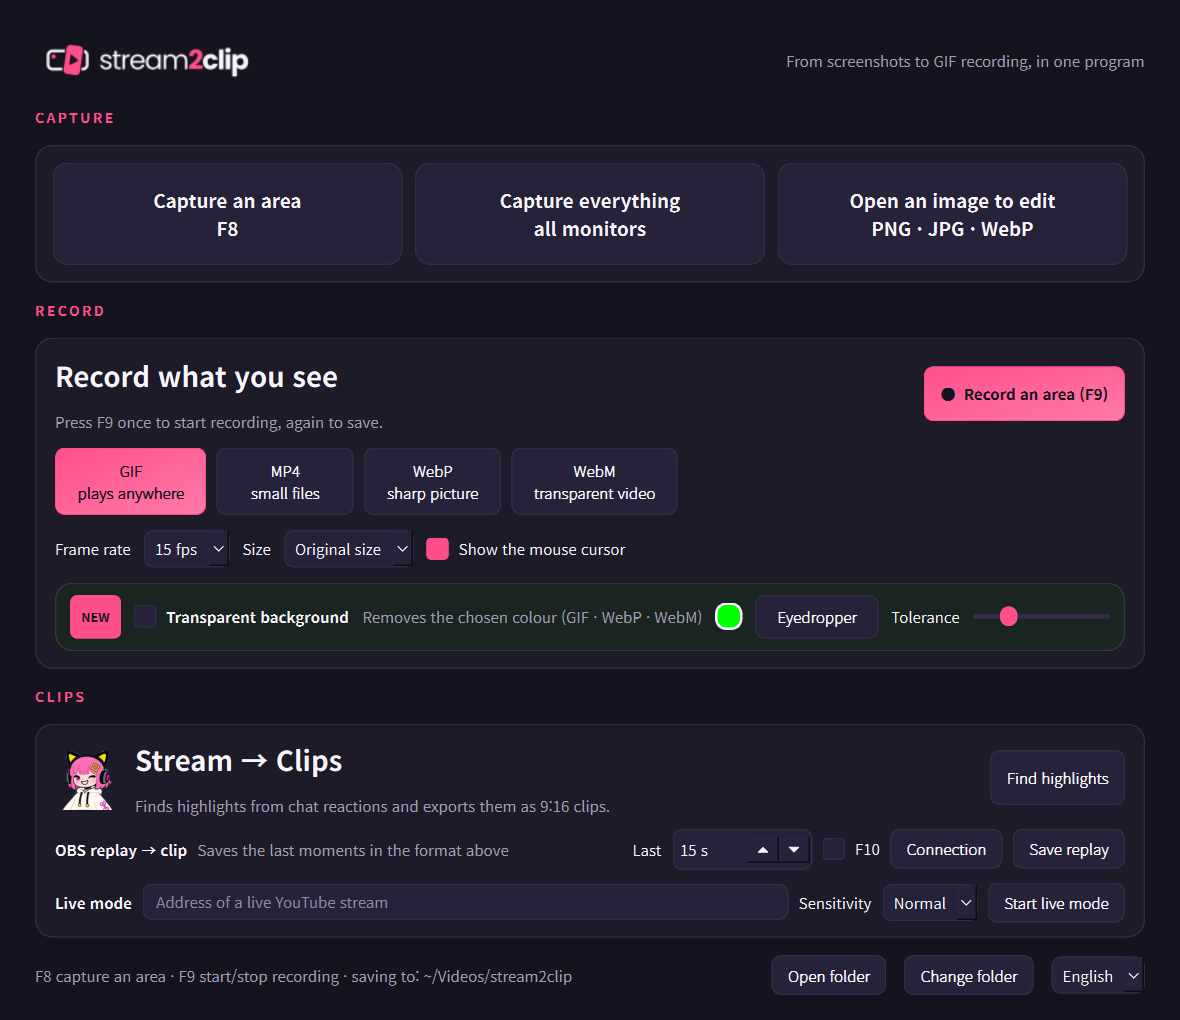 stream2clip
From screenshots to GIF recording, in one program
CAPTURE
Capture an area
F8
Capture everything
all monitors
Open an image to edit
PNG · JPG · WebP
RECORD
Record what you see
Record an area (F9)
Press F9 once to start recording, again to save.
GIF
plays anywhere
MP4
small files
WebP
sharp picture
WebM
transparent video
Frame rate 15 fps Size Original size Show the mouse cursor
NEW Transparent background Removes the chosen colour (GIF · WebP · WebM) Eyedropper Tolerance
CLIPS
Stream → Clips
Find highlights
Finds highlights from chat reactions and exports them as 9:16 clips.
OBS replay → clip Saves the last moments in the format above Last 15 s F10 Connection Save replay
Live mode Address of a live YouTube stream Sensitivity Normal Start live mode
F8 capture an area · F9 start/stop recording · saving to: ~/Videos/stream2clip Open folder Change folder English